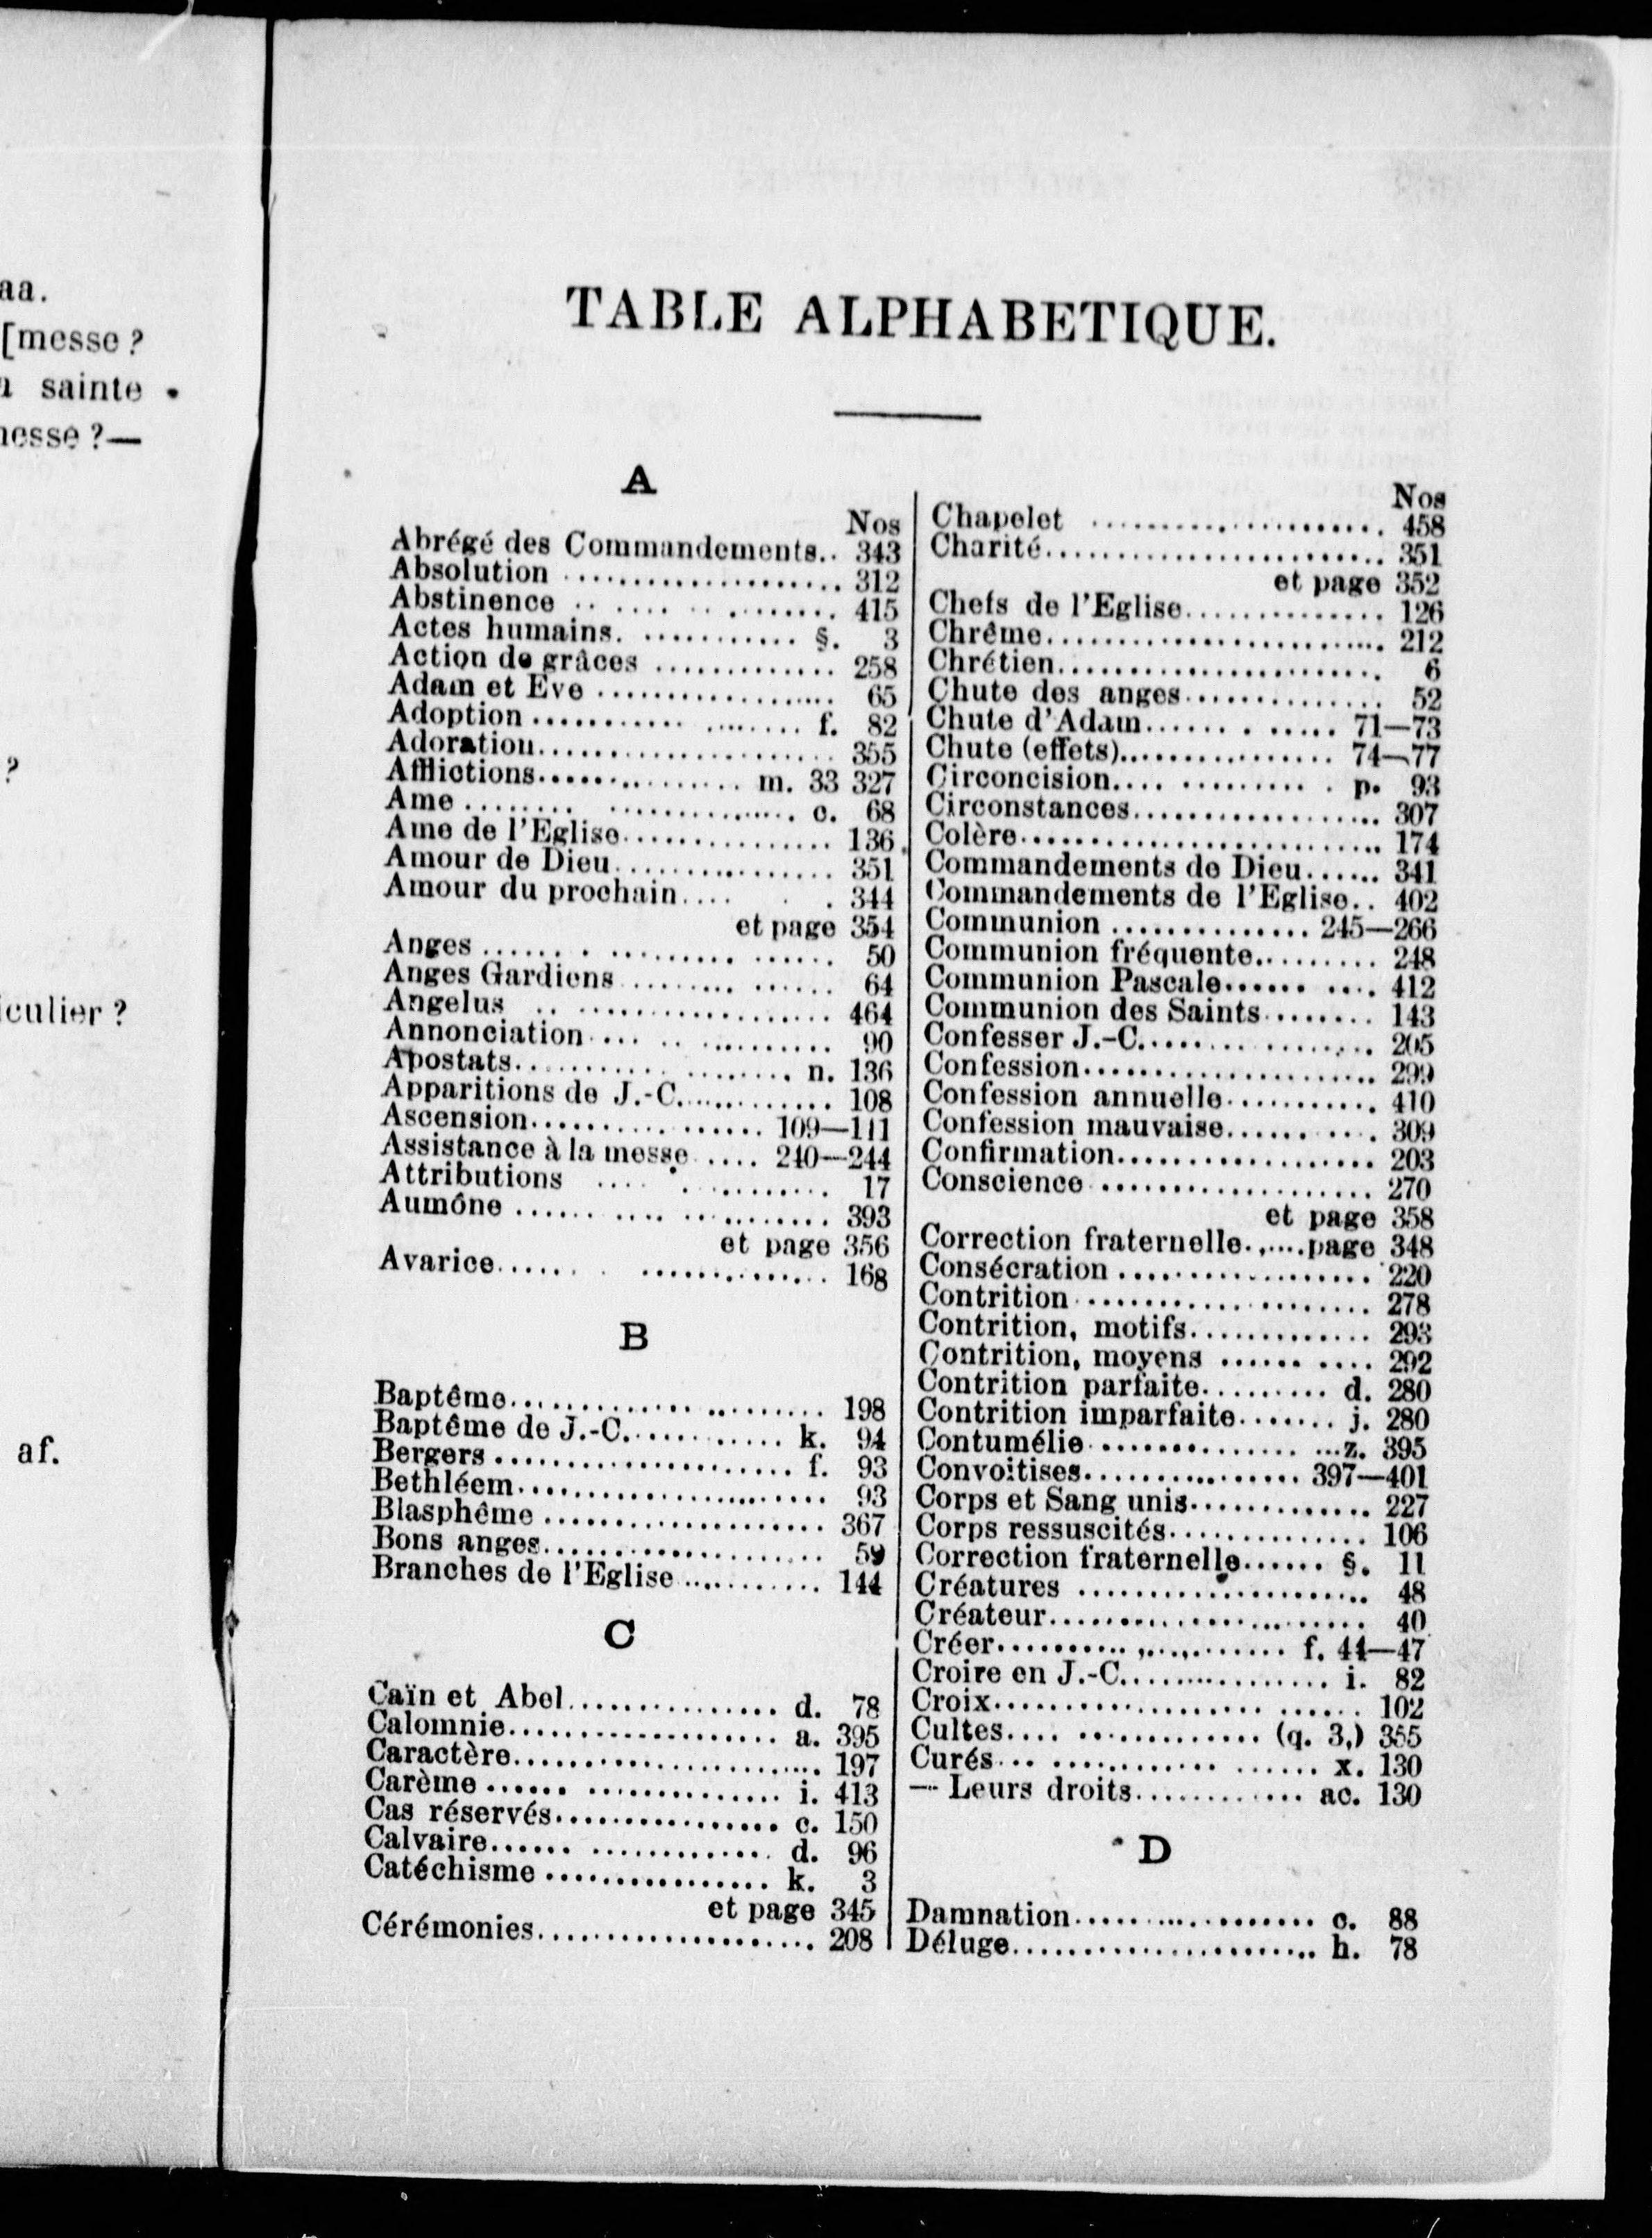 aa.
[messe ?
sainte
?—
?
af.
TABLE ALPHABETIQUE.
A
Nos
Abrégé des Commandements.. 343
Absolution .................... 312
Abstinence .. .... .. ........ 415
Actes humains. ............ §. 3
Action de grâces .............. 258
Adam et Eve .................. 65
Adoption ........... ........ f. 82
Adoration...................... 355
Afflictions............... m. 33 327
Ame ........ .............. c. 68
Ame de l'Eglise................ 136
Amour de Dieu................. 351
Amour du prochain.... . . 344
et page 354
Anges ....... .......... ...... 50
Anges Gardiens ......... ...... 64
Angelus .. ................... 464
Annonciation .... .. .......... 90
Apostats........... ........ n. 136
Apparitions de J.-C............ 108
Ascension................. 109—111
Assistance à la messe ..... 240—244
Attributions .... . .......... 17
Aumône ...... .... ........... 393
et page 356
Avarice...... .............. 168
B
Baptême............. ......... 198
Baptême de J.-C............ k. 94
Bergers ...................... f. 93
Bethléem....................... 93
Blasphême ..................... 367
Bons anges..................... 59
Branches de l'Eglise ........... 144
C
Caïn et Abel................ d. 78
Calomnie.................... a. 395
Caractère....................... 197
Carème ...... .............. i. 413
Cas réservés................. c. 150
Calvaire...... ............. d. 96
Catéchisme ................. k. 3
et page 345
Cérémonies..................... 208
Nos
Chapelet ...................... 458
Charité......................... 351
et page 352
Chefs de l'Eglise............... 126
Chrême......................... 212
Chrétien........................ 6
Chute des anges............... 52
Chute d'Adam....... . ..... 71—73
Chute (effets)................ 74—77
Circoncision.... ......... . p. 93
Circonstances................... 307
Colère........................... 174
Commandements de Dieu...... 341
Commandements de l'Eglise.. 402
Communion ............... 245—266
Communion fréquente......... 248
Communion Pascale...... .... 412
Communion des Saints........ 143
Confesser J.-C.................. 205
Confession...................... 299
Confession annuelle........... 410
Confession mauvaise........... 309
Confirmation................... 203
Conscience .................... 270
et page 358
Correction fraternelle.,....page 348
Consécration ................... 220
Contrition ..................... 278
Contrition, motifs.............. 293
Contrition, moyens ...... .... 292
Contrition parfaite.......... d. 280
Contrition imparfaite....... j. 280
Contumélie ............... ...z. 395
Convoitises................ 397—401
Corps et Sang unis............. 227
Corps ressuscités............... 106
Correction fraternelle...... §. 11
Créatures ...................... 48
Créateur........................ 40
Créer.......... ,..,....... f. 44—47
Croire en J.-C................ i. 82
Croix.................... ...... 102
Cultes.... ............. (q. 3,) 355
Curés ... ............ ...... x. 130
— Leurs droits............. ac. 130
D
Damnation.................. c. 88
Déluge....................... h. 78